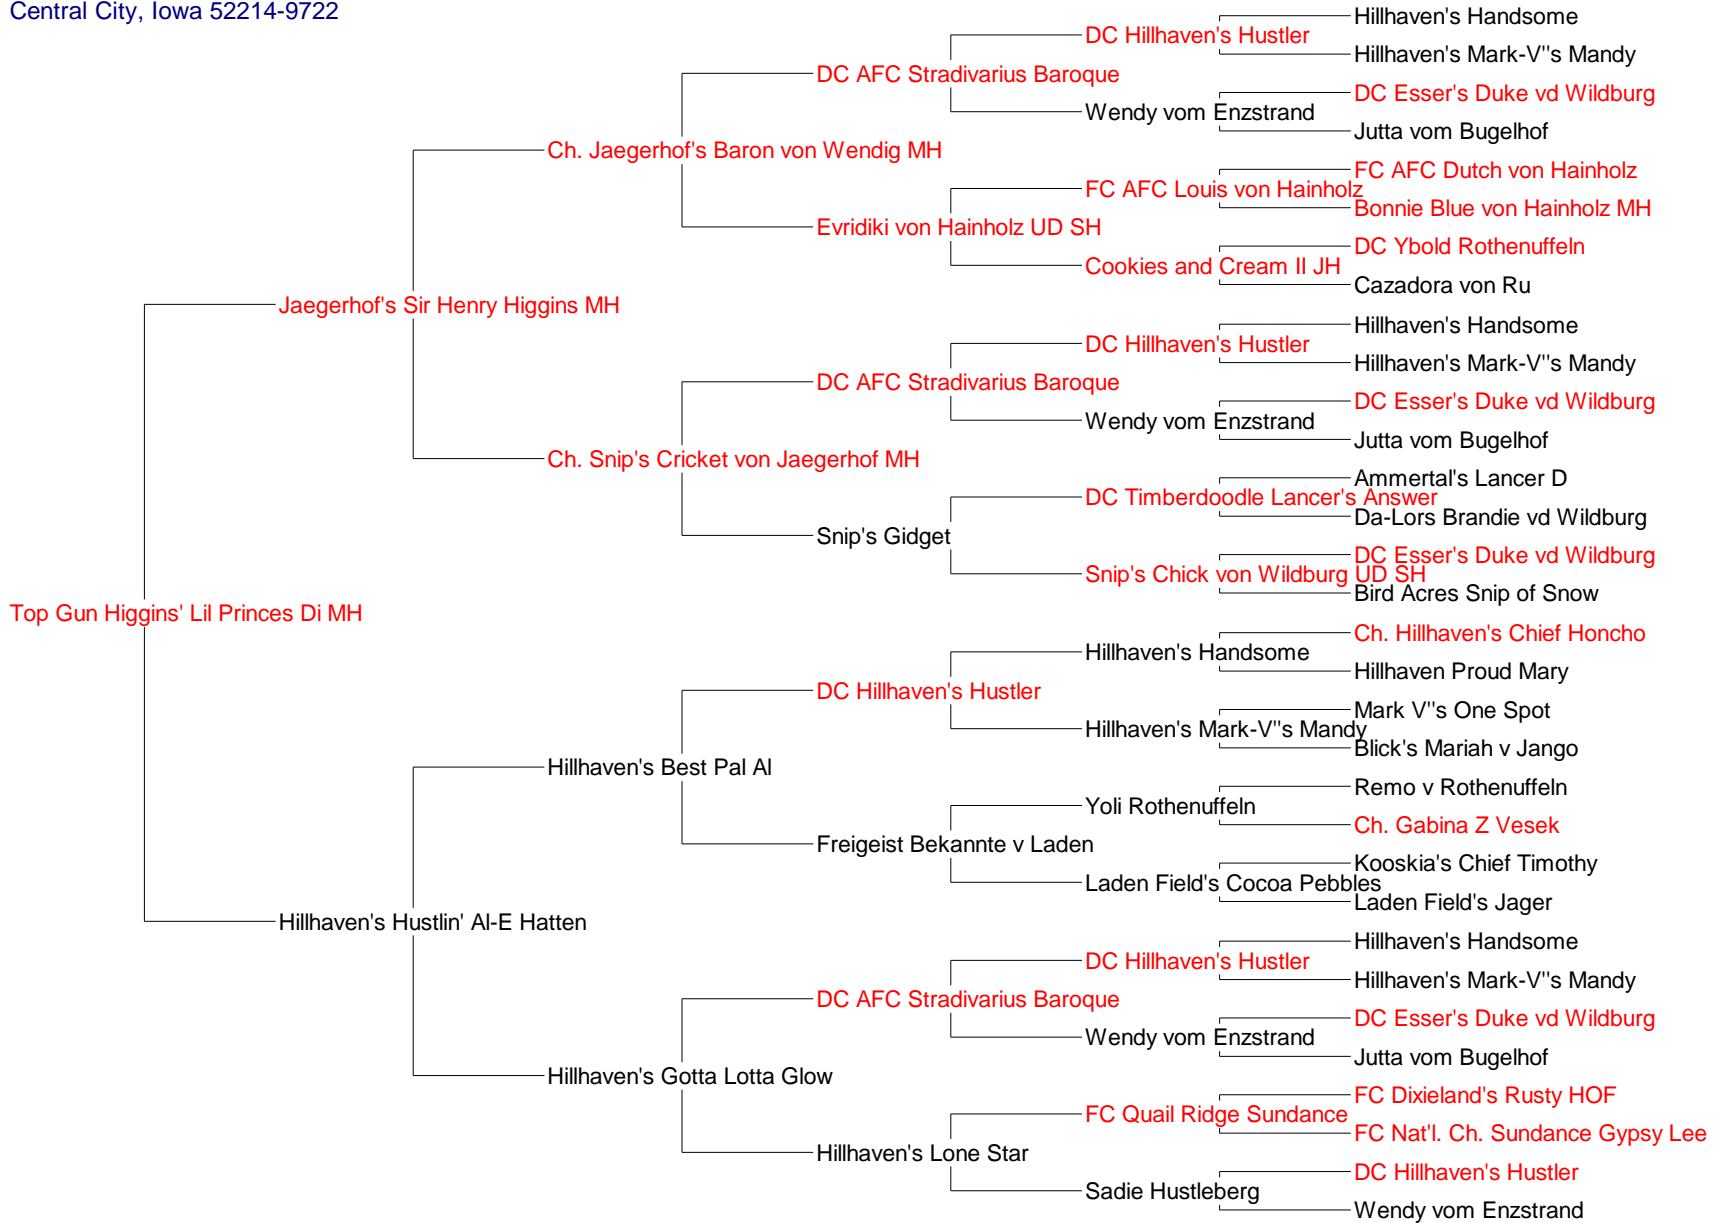 Central City, Iowa 52214-9722
Hillhaven's Handsome
DC Hillhaven's Hustler
Hillhaven's Mark-V"s Mandy
DC AFC Stradivarius Baroque
DC Esser's Duke vd Wildburg
Wendy vom Enzstrand
Jutta vom Bugelhof
Ch. Jaegerhof's Baron von Wendig MH
FC AFC Dutch von Hainholz
FC AFC Louis von Hainholz
Bonnie Blue von Hainholz MH
Evridiki von Hainholz UD SH
DC Ybold Rothenuffeln
Cookies and Cream II JH
Cazadora von Ru
Jaegerhof's Sir Henry Higgins MH
Hillhaven's Handsome
DC Hillhaven's Hustler
Hillhaven's Mark-V"s Mandy
DC AFC Stradivarius Baroque
DC Esser's Duke vd Wildburg
Wendy vom Enzstrand
Jutta vom Bugelhof
Ch. Snip's Cricket von Jaegerhof MH
Ammertal's Lancer D
DC Timberdoodle Lancer's Answer
Da-Lors Brandie vd Wildburg
Snip's Gidget
DC Esser's Duke vd Wildburg
Snip's Chick von Wildburg UD SH
Bird Acres Snip of Snow
Top Gun Higgins' Lil Princes Di MH
Ch. Hillhaven's Chief Honcho
Hillhaven's Handsome
Hillhaven Proud Mary
DC Hillhaven's Hustler
Mark V"s One Spot
Hillhaven's Mark-V"s Mandy
Blick's Mariah v Jango
Hillhaven's Best Pal Al
Remo v Rothenuffeln
Yoli Rothenuffeln
Ch. Gabina Z Vesek
Freigeist Bekannte v Laden
Kooskia's Chief Timothy
Laden Field's Cocoa Pebbles
Laden Field's Jager
Hillhaven's Hustlin' Al-E Hatten
Hillhaven's Handsome
DC Hillhaven's Hustler
Hillhaven's Mark-V"s Mandy
DC AFC Stradivarius Baroque
DC Esser's Duke vd Wildburg
Wendy vom Enzstrand
Jutta vom Bugelhof
Hillhaven's Gotta Lotta Glow
FC Dixieland's Rusty HOF
FC Quail Ridge Sundance
FC Nat'l. Ch. Sundance Gypsy Lee
Hillhaven's Lone Star
DC Hillhaven's Hustler
Sadie Hustleberg
Wendy vom Enzstrand